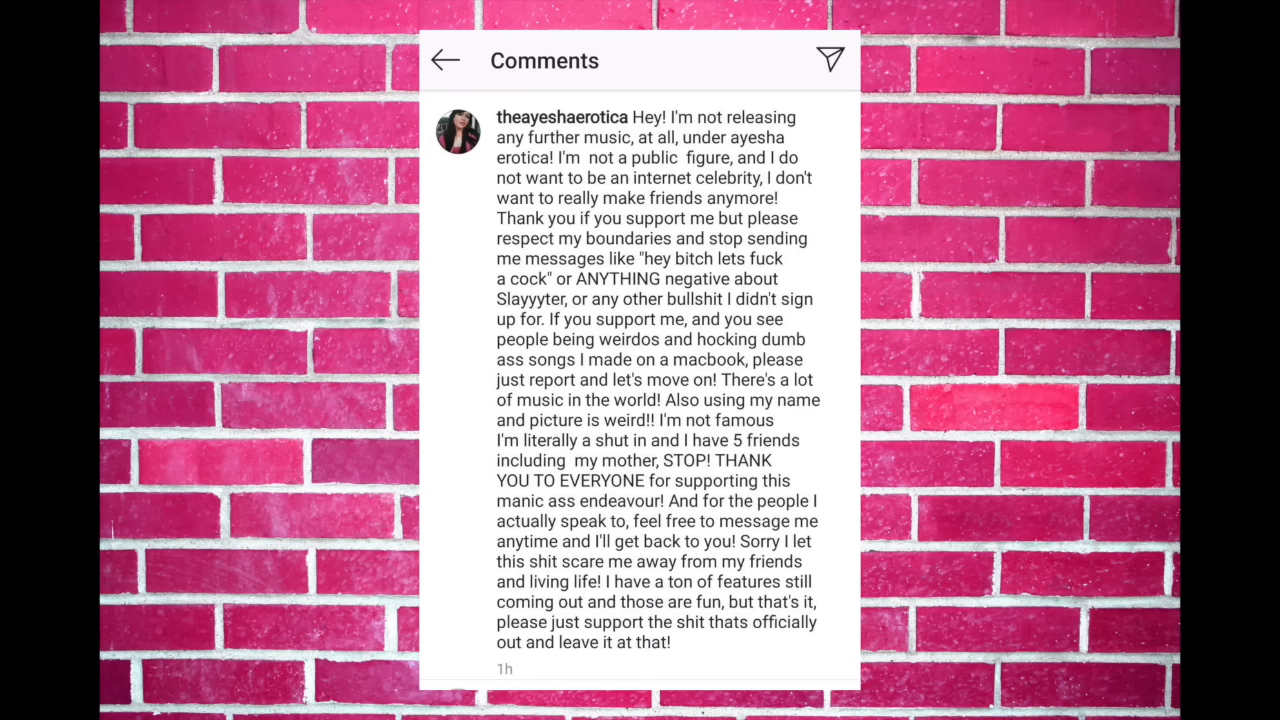 Comments
theayeshaerotica Hey! I'm not releasing
any further music, at all, under ayesha
erotica! I'm not a public figure, and I do
not want to be an internet celebrity, I don't
want to really make friends anymore!
Thank you if you support me but please
respect my boundaries and stop sending
me messages like "hey bitch lets fuck
a cock" or ANYTHING negative about
Slayyyter, or any other bullshit I didn't sign
up for. If you support me, and you see
people being weirdos and hocking dumb
ass songs I made on a macbook, please
just report and let's move on! There's a lot
of music in the world! Also using my name
and picture is weird!! I'm not famous
I'm literally a shut in and I have 5 friends
including my mother, STOP! THANK
YOU TO EVERYONE for supporting this
manic ass endeavour! And for the people I
actually speak to, feel free to message me
anytime and I'll get back to you! Sorry I let
this shit scare me away from my friends
and living life! I have a ton of features still
coming out and those are fun, but that's it,
please just support the shit thats officially
out and leave it at that!
1h